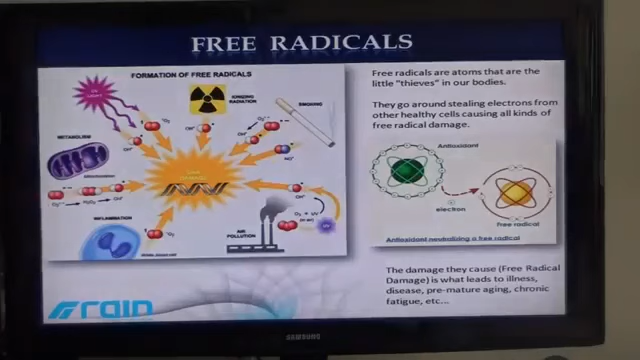 FREE RADICALS
FORMATION OF FREE RADICALS
IONIZING
RADIATION
SMOKING
METABOLISM
INFLAMMATION
AIR
POLLUTION
Free radicals are atoms that are the
little "thieves" in our bodies.
They go around stealing electrons from
other healthy cells causing all kinds of
free radical damage.
Antioxidant
electron
Free radical
Antioxidant neutralizing a free radical
The damage they cause (Free Radical
Damage) is what leads to illness,
disease, pre-mature aging, chronic
fatigue, etc...
rain
SAMSUNG